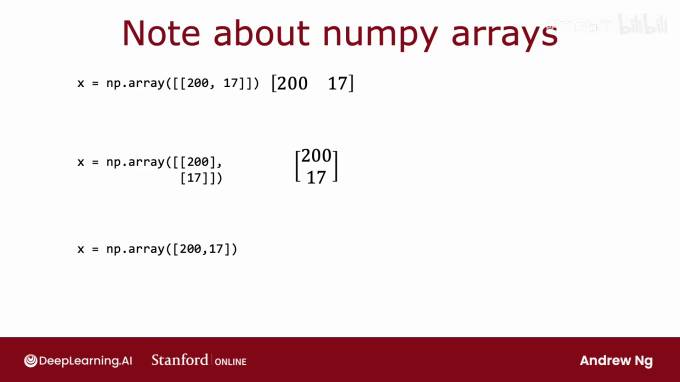 Note about numpy arrays
x = np.array([[200, 17]]) [200 17]
x = np.array([[200], [200
[17]]) 17]
x = np.array([200,17])
DeepLearning.AI Stanford | ONLINE Andrew Ng
bilibili